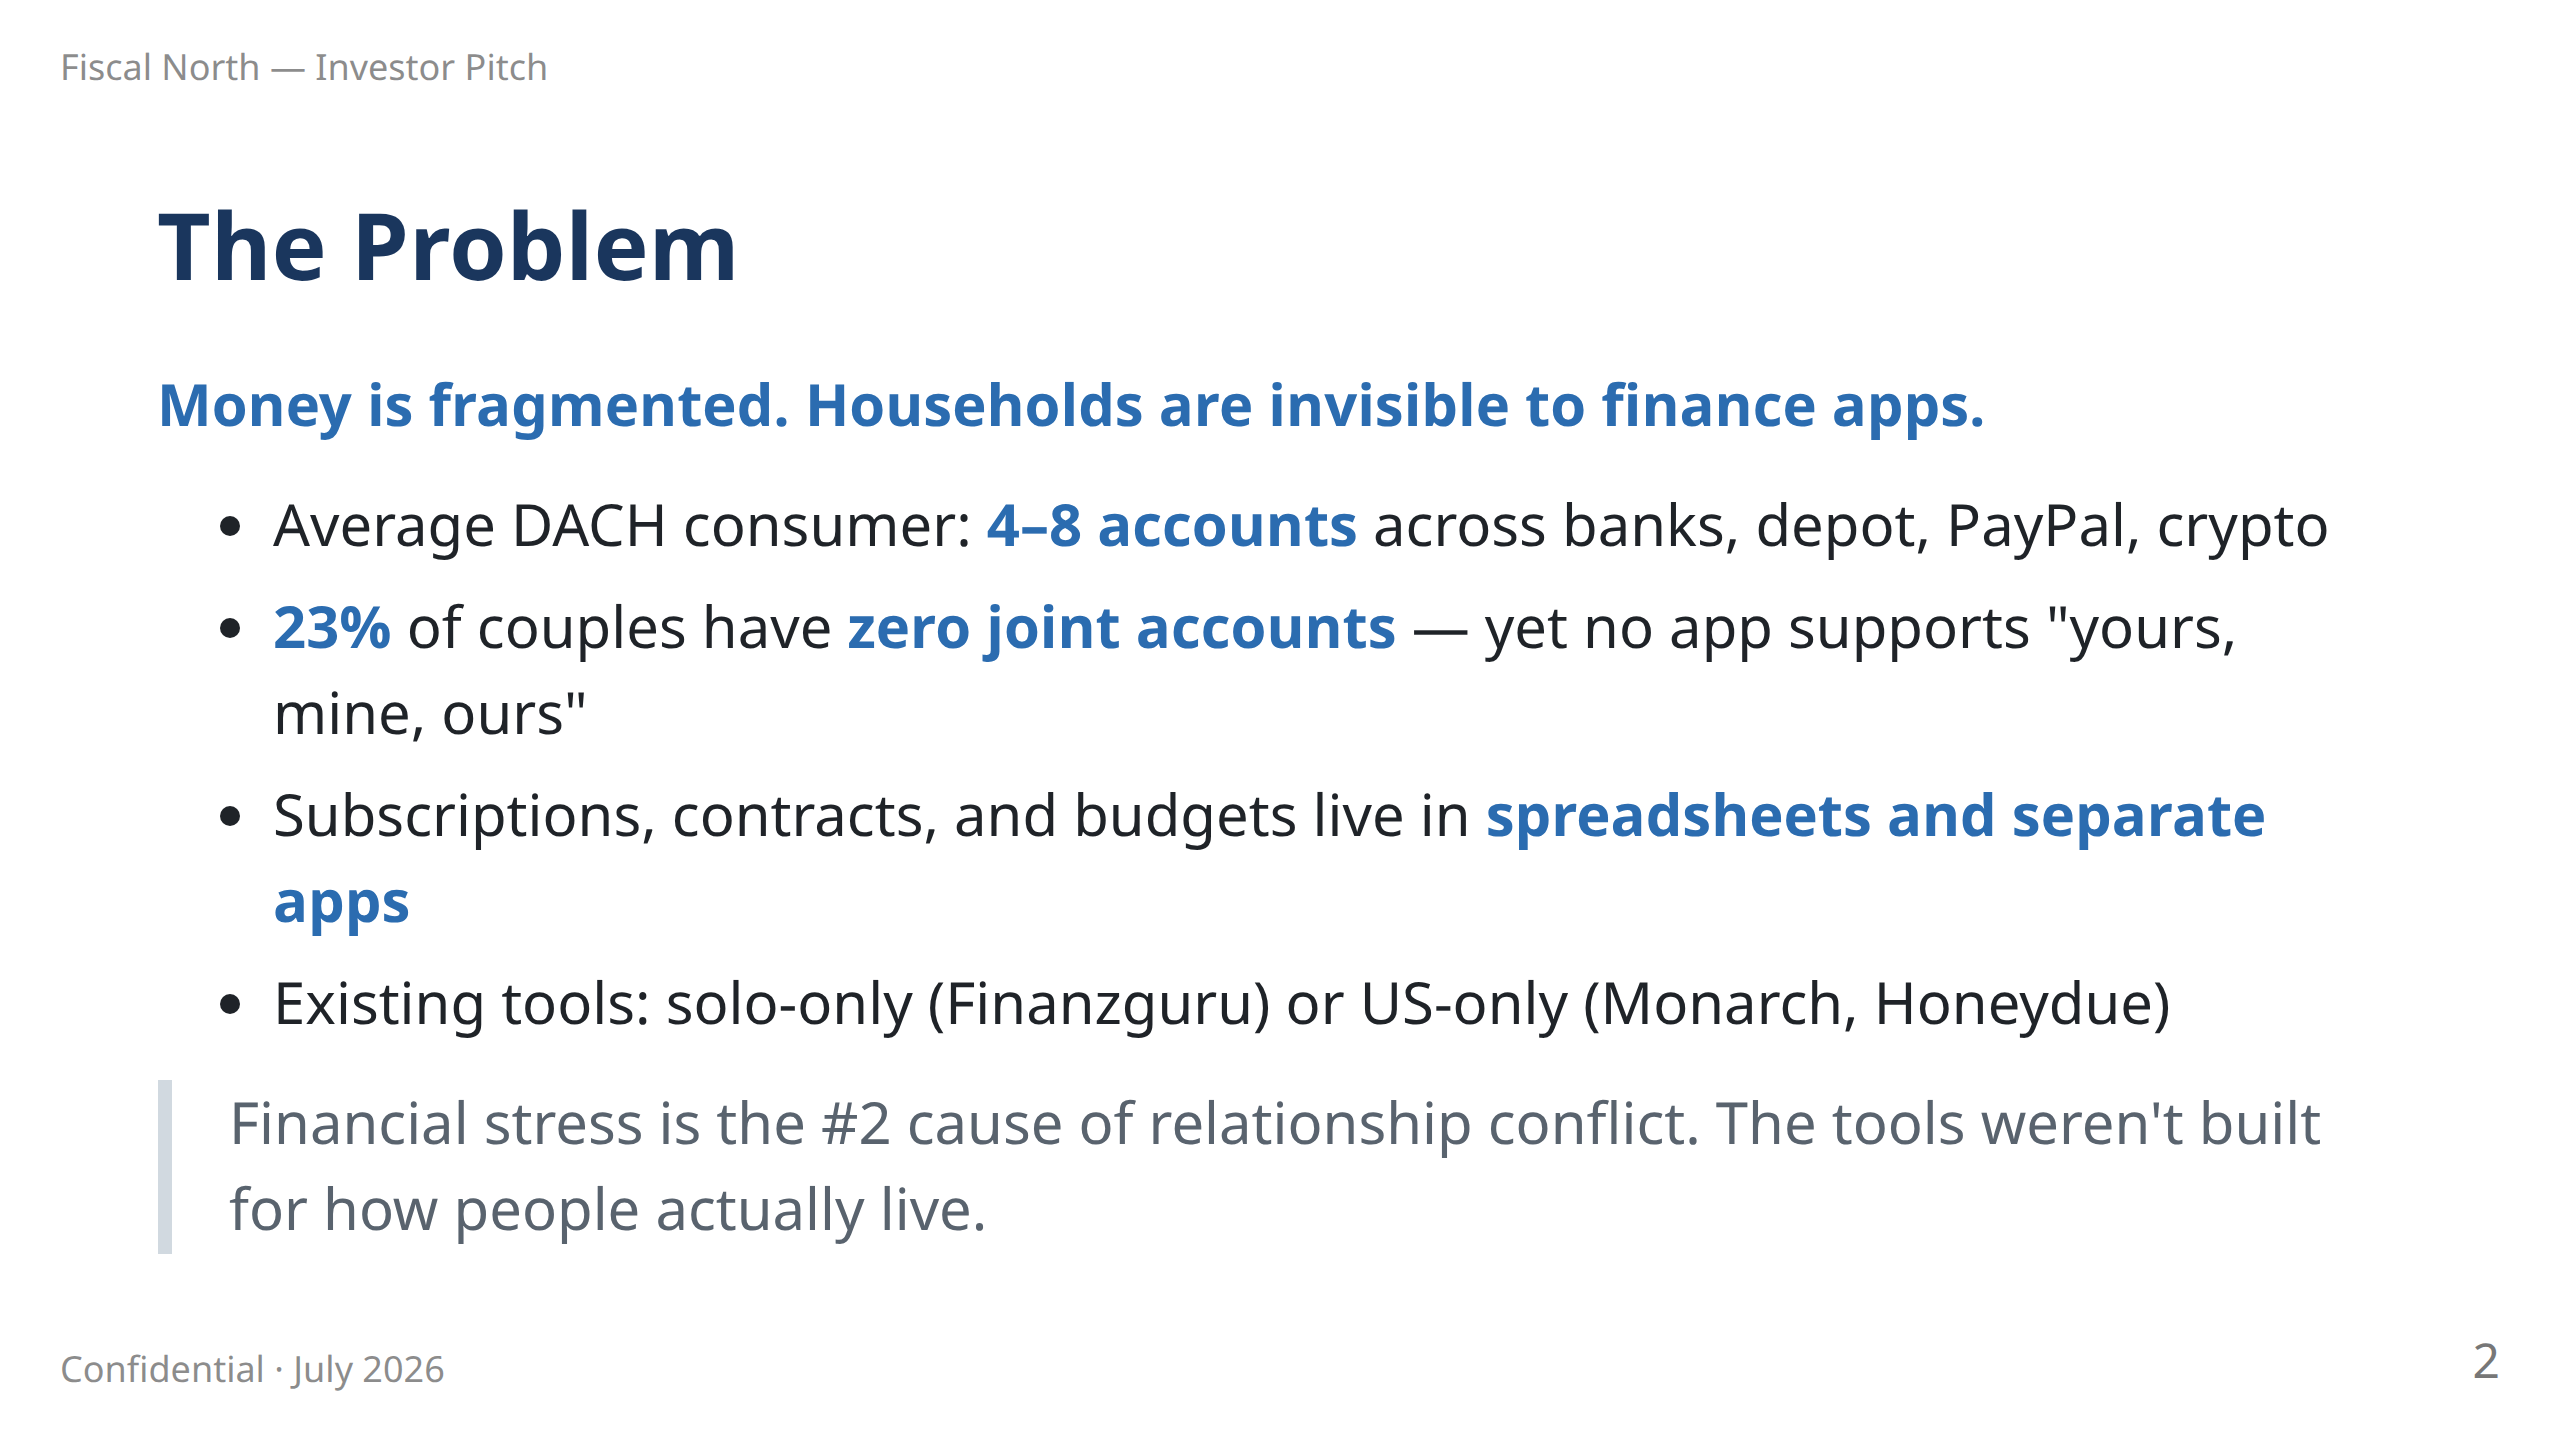 Fiscal North — Investor Pitch
The Problem
Money is fragmented. Households are invisible to finance apps.
• Average DACH consumer: 4–8 accounts across banks, depot, PayPal, crypto
• 23% of couples have zero joint accounts — yet no app supports "yours,
mine, ours"
• Subscriptions, contracts, and budgets live in spreadsheets and separate
apps
• Existing tools: solo-only (Finanzguru) or US-only (Monarch, Honeydue)
Financial stress is the #2 cause of relationship conflict. The tools weren't built
for how people actually live.
Confidential · July 2026
2